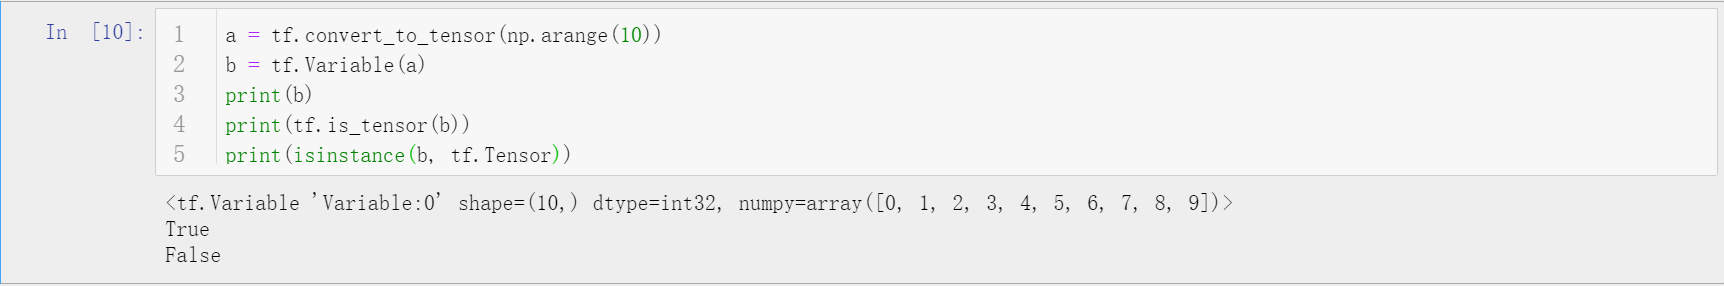 In [10]:
1 a = tf.convert_to_tensor(np.arange(10))
2 b = tf.Variable(a)
3 print(b)
4 print(tf.is_tensor(b))
5 print(isinstance(b, tf.Tensor))
<tf.Variable 'Variable:0' shape=(10,) dtype=int32, numpy=array([0, 1, 2, 3, 4, 5, 6, 7, 8, 9])>
True
False